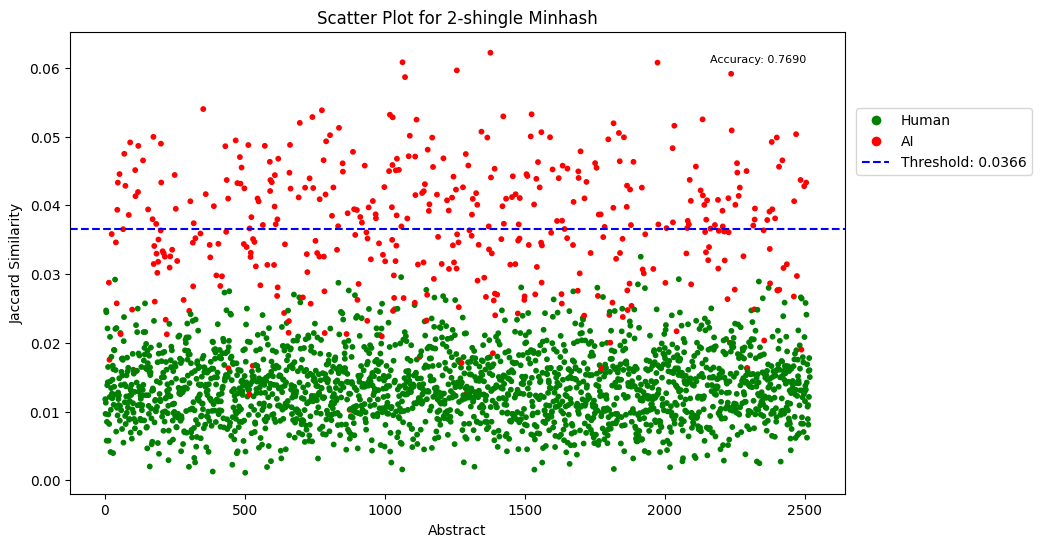 Scatter Plot for 2-shingle Minhash
Accuracy: 0.7690
Human
AI
Threshold: 0.0366
Jaccard Similarity
0.06
0.05
0.04
0.03
0.02
0.01
0.00
0 500 1000 1500 2000 2500
Abstract